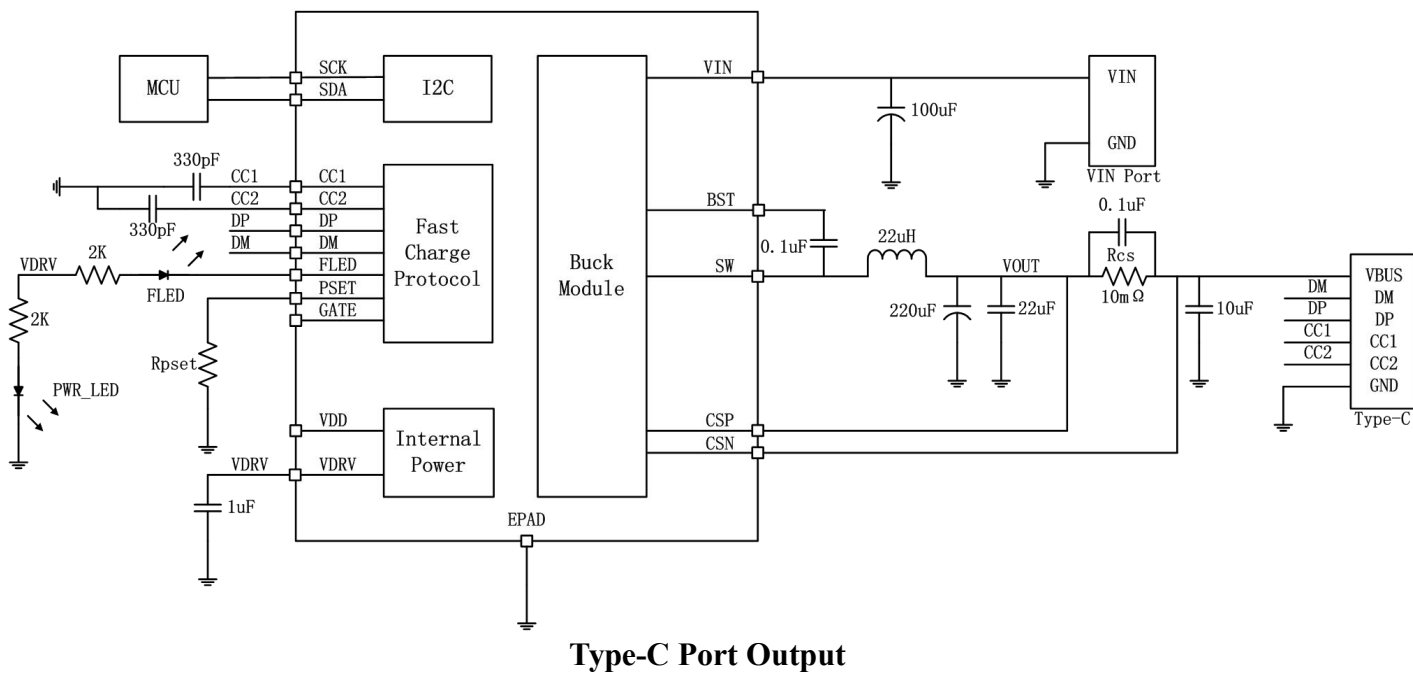 MCU
SCK
SDA
I2C
330pF
CC1
CC2
DP
DM
330pF
CC1
CC2
DP
DM
FLED
PSET
GATE
Fast
Charge
Protocol
VDRV
2K
FLED
2K
PWR_LED
Rpset
VDD
VDRV
VDRV
Internal
Power
1uF
EPAD
Buck
Module
VIN
BST
SW
CSP
CSN
100uF
VIN
GND
VIN Port
0.1uF
22uH
VOUT
220uF
22uF
0.1uF
Rcs
10mΩ
10uF
DM
DP
CC1
CC2
VBUS
DM
DP
CC1
CC2
GND
Type-C
Type-C Port Output